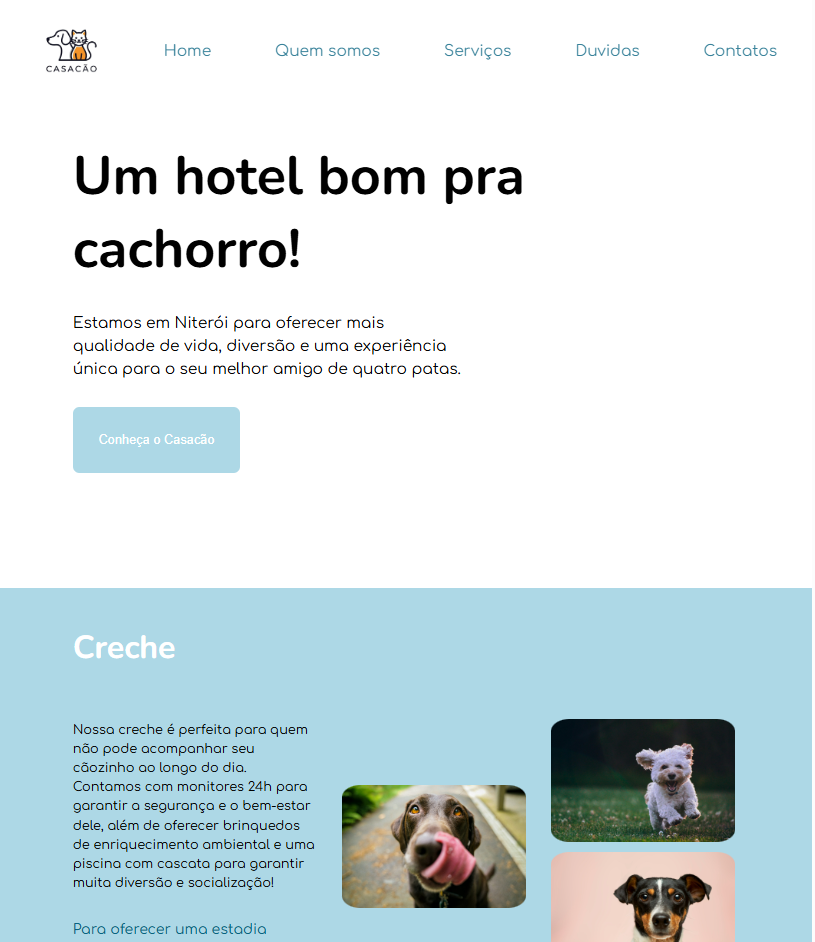 CASACÃO
Home
Quem somos
Serviços
Duvidas
Contatos
Um hotel bom pra
cachorro!
Estamos em Niterói para oferecer mais
qualidade de vida, diversão e uma experiência
única para o seu melhor amigo de quatro patas.
Conheça o Casacão
Creche
Nossa creche é perfeita para quem
não pode acompanhar seu
cãozinho ao longo do dia.
Contamos com monitores 24h para
garantir a segurança e o bem-estar
dele, além de oferecer brinquedos
de enriquecimento ambiental e uma
piscina com cascata para garantir
muita diversão e socialização!
Para oferecer uma estadia